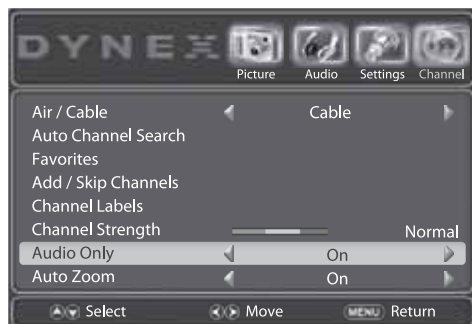 DYNEX
Picture Audio Settings Channel
Air / Cable Cable
Auto Channel Search
Favorites
Add / Skip Channels
Channel Labels
Channel Strength Normal
Audio Only On
Auto Zoom On
Select Move MENU Return